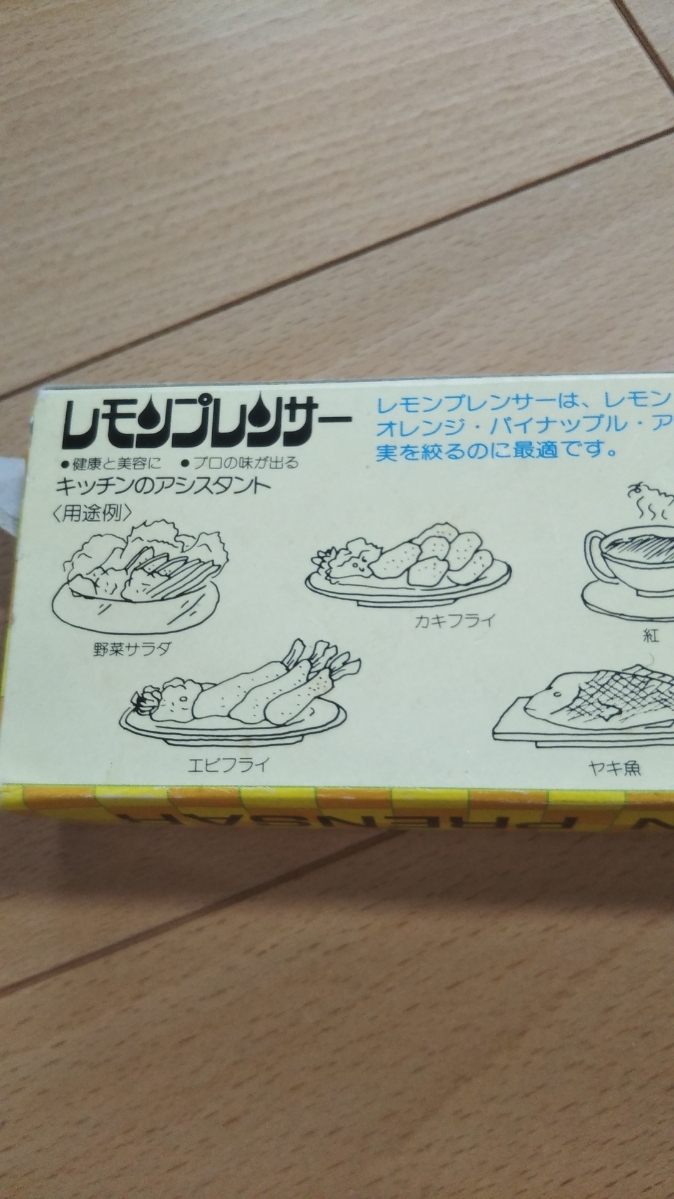 レモンプレンサー
●健康と美容に ●プロの味が出る
キッチンのアシスタント
〈用途例〉
レモンプレンサーは、レモン
オレンジ・パイナップル・ア
実を絞るのに最適です。
野菜サラダ
カキフライ
紅
エビフライ
ヤキ魚
PRENSAR